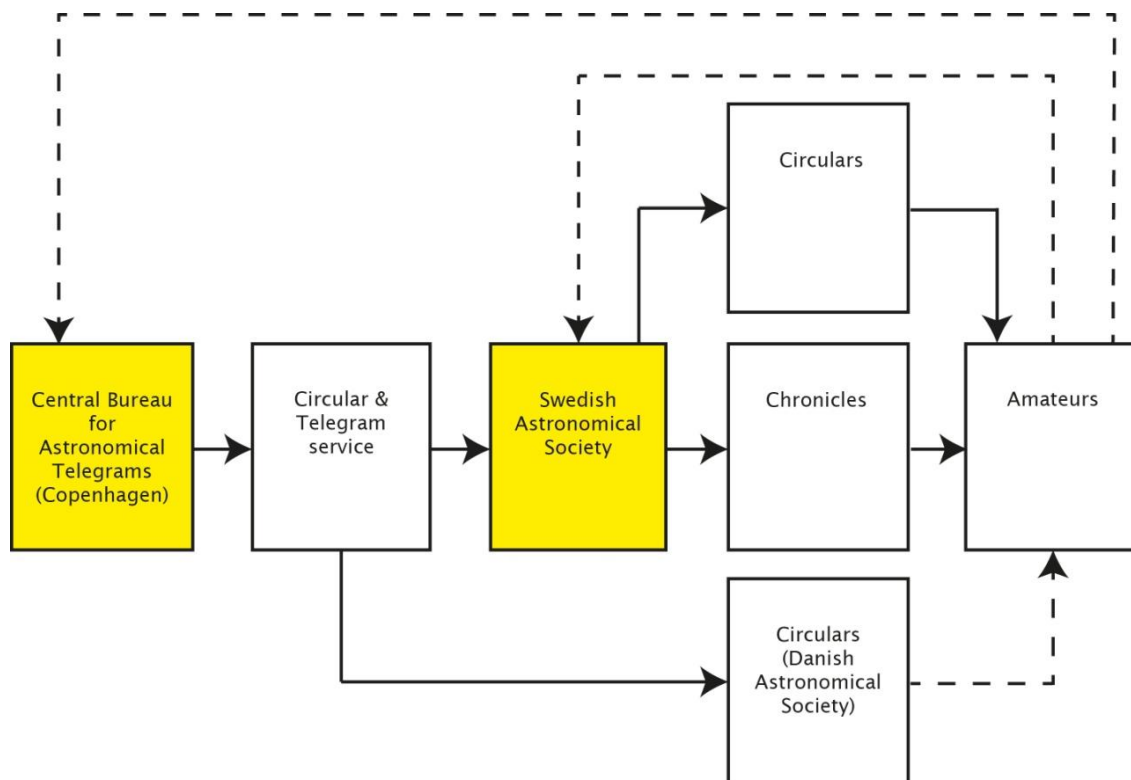 Circulars
Central Bureau
for
Astronomical
Telegrams
(Copenhagen)
Circular &
Telegram
service
Swedish
Astronomical
Society
Chronicles
Amateurs
Circulars
(Danish
Astronomical
Society)